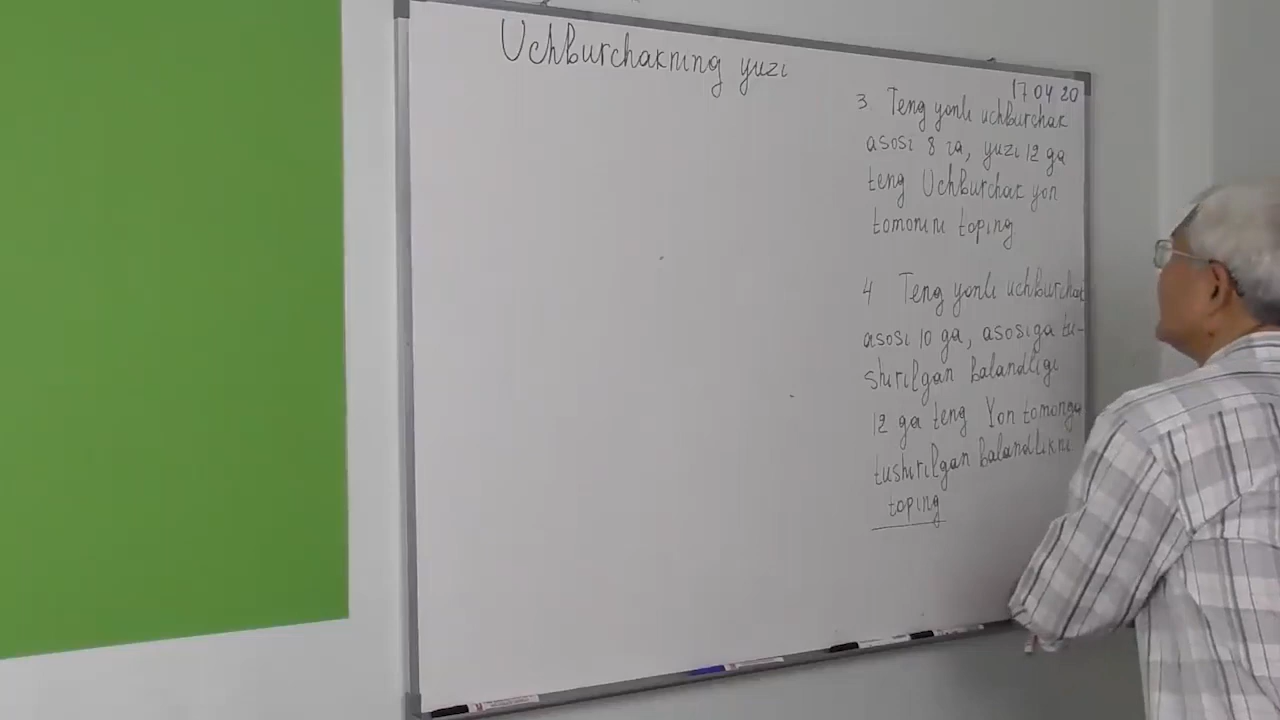 Uchburchakning yuzi
17 04 20
3. Teng yonli uchburchak
asosi 8 ga, yuzi 12 ga
teng Uchburchak yon
tomonini toping
4 Teng yonli uchburchak
asosi 10 ga, asosiga tu-
shirilgan balandligi
12 ga teng Yon tomonga
tushirilgan balandlikni
toping